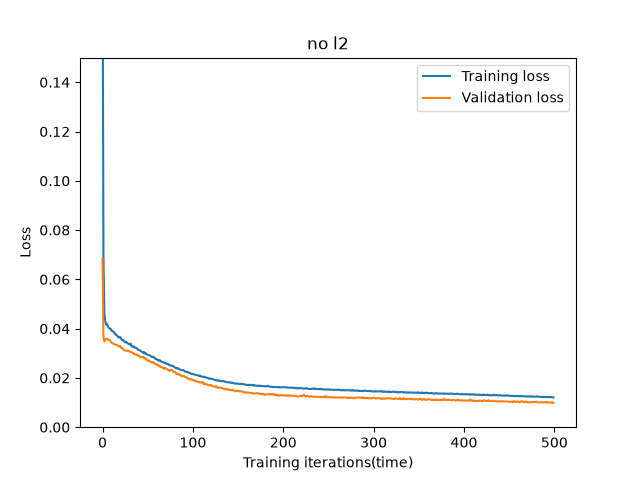 no l2
Training loss
Validation loss
0.14
0.12
0.10
0.08
0.06
0.04
0.02
0.00
Loss
0 100 200 300 400 500
Training iterations(time)